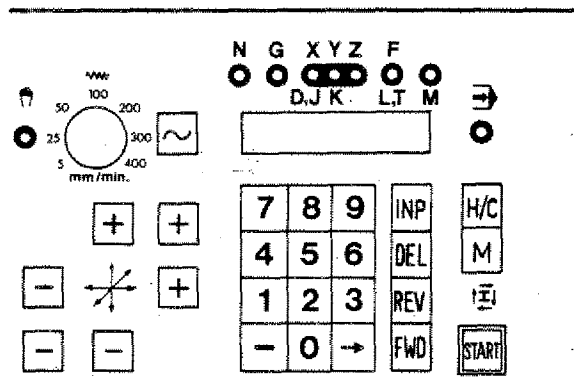 N G X Y Z F
D,J K L,T M
50 100 200
25 300
5 400
mm/min.
+ +
- +
- -
7 8 9 INP H/C
4 5 6 DEL M
1 2 3 REV
- 0 → FWD START